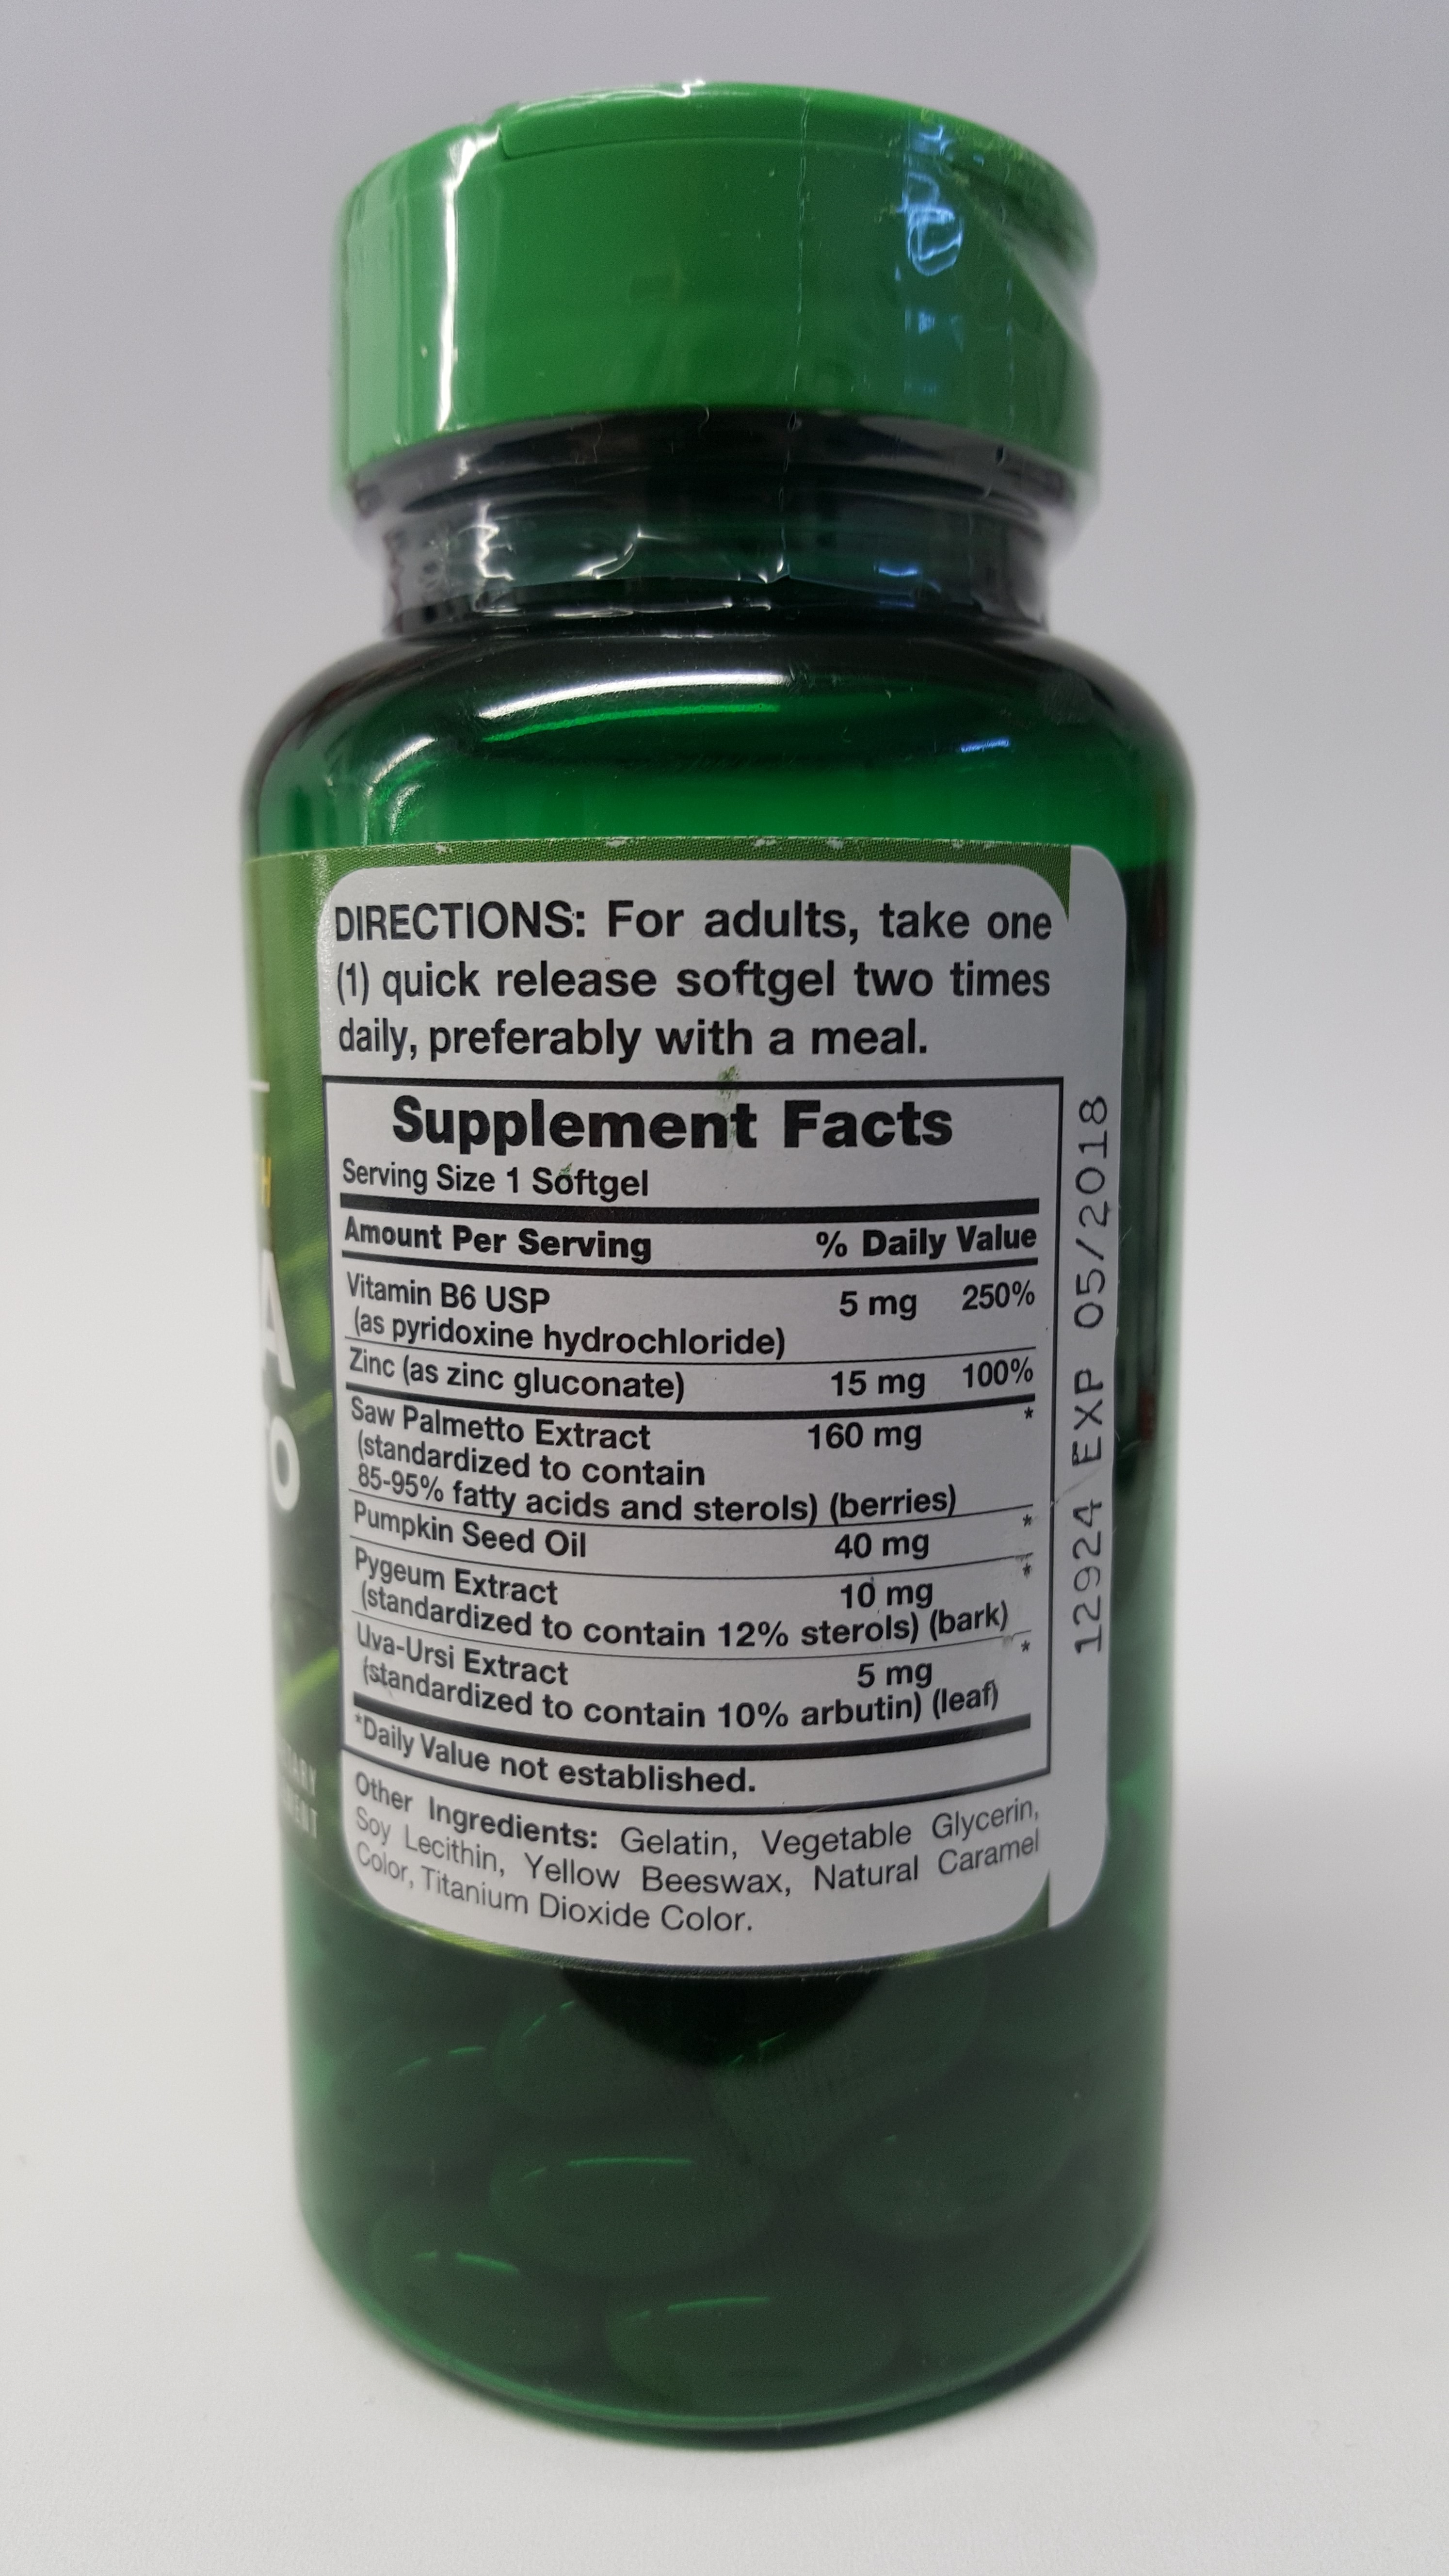 DIRECTIONS: For adults, take one
(1) quick release softgel two times
daily, preferably with a meal.
Supplement Facts
Serving Size 1 Softgel
Amount Per Serving % Daily Value
Vitamin B6 USP 5 mg 250%
(as pyridoxine hydrochloride)
Zinc (as zinc gluconate) 15 mg 100%
Saw Palmetto Extract 160 mg *
(standardized to contain
85-95% fatty acids and sterols) (berries)
Pumpkin Seed Oil 40 mg *
Pygeum Extract 10 mg *
(standardized to contain 12% sterols) (bark)
Uva-Ursi Extract 5 mg *
(standardized to contain 10% arbutin) (leaf)
*Daily Value not established.
Other Ingredients: Gelatin, Vegetable Glycerin,
Soy Lecithin, Yellow Beeswax, Natural Caramel
Color, Titanium Dioxide Color.
12924 EXP 05/2018